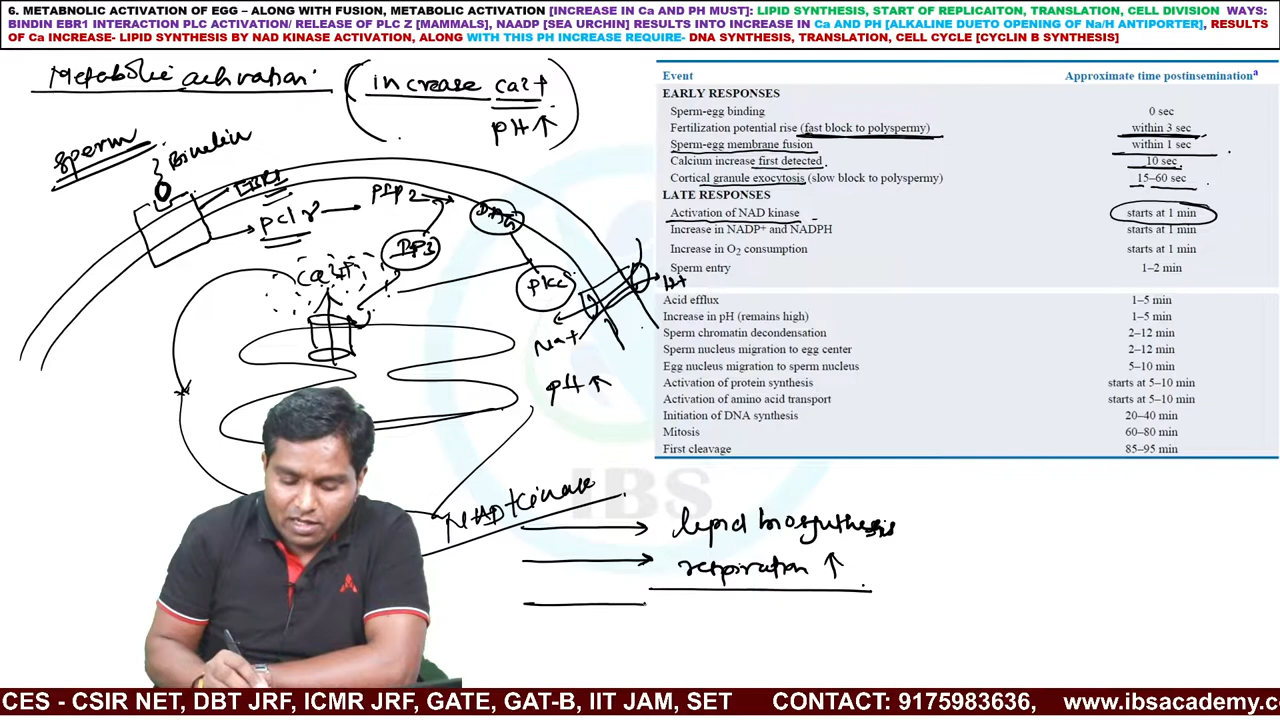 6. METABNOLIC ACTIVATION OF EGG – ALONG WITH FUSION, METABOLIC ACTIVATION [INCREASE IN Ca AND PH MUST]: LIPID SYNTHESIS, START OF REPLICAITON, TRANSLATION, CELL DIVISION WAYS:
BINDIN EBR1 INTERACTION PLC ACTIVATION/ RELEASE OF PLC Z [MAMMALS], NAADP [SEA URCHIN] RESULTS INTO INCREASE IN Ca AND PH [ALKALINE DUETO OPENING OF Na/H ANTIPORTER], RESULTS
OF Ca INCREASE- LIPID SYNTHESIS BY NAD KINASE ACTIVATION, ALONG WITH THIS PH INCREASE REQUIRE- DNA SYNTHESIS, TRANSLATION, CELL CYCLE [CYCLIN B SYNTHESIS]
Metabolic activation
increase ca2+
pH ↑
sperm
Bindin
EBR1
PIP2
IP3
PKC
Ca2+
H+
Na+
pH ↑
lipid biosynthesis
respiration ↑
Event Approximate time postinseminationᵃ
EARLY RESPONSES
Sperm-egg binding 0 sec
Fertilization potential rise (fast block to polyspermy) within 3 sec
Sperm-egg membrane fusion within 1 sec
Calcium increase first detected 10 sec
Cortical granule exocytosis (slow block to polyspermy) 15–60 sec
LATE RESPONSES
Activation of NAD kinase starts at 1 min
Increase in NADP⁺ and NADPH starts at 1 min
Increase in O₂ consumption starts at 1 min
Sperm entry 1–2 min
Acid efflux 1–5 min
Increase in pH (remains high) 1–5 min
Sperm chromatin decondensation 2–12 min
Sperm nucleus migration to egg center 2–12 min
Egg nucleus migration to sperm nucleus 5–10 min
Activation of protein synthesis starts at 5–10 min
Activation of amino acid transport starts at 5–10 min
Initiation of DNA synthesis 20–40 min
Mitosis 60–80 min
First cleavage 85–95 min
IBS
CES - CSIR NET, DBT JRF, ICMR JRF, GATE, GAT-B, IIT JAM, SET CONTACT: 9175983636, www.ibsacademy.c